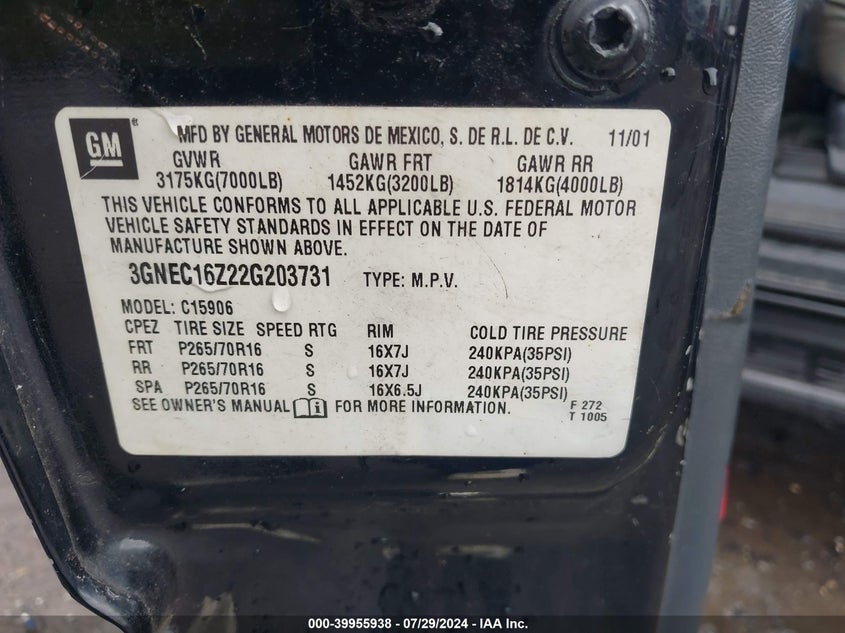 GM
MFD BY GENERAL MOTORS DE MEXICO, S. DE R.L. DE C.V. 11/01
GVWR GAWR FRT GAWR RR
3175KG(7000LB) 1452KG(3200LB) 1814KG(4000LB)
THIS VEHICLE CONFORMS TO ALL APPLICABLE U.S. FEDERAL MOTOR
VEHICLE SAFETY STANDARDS IN EFFECT ON THE DATE OF
MANUFACTURE SHOWN ABOVE.
3GNEC16Z22G203731 TYPE: M.P.V.
MODEL: C15906
CPEZ TIRE SIZE SPEED RTG RIM COLD TIRE PRESSURE
FRT P265/70R16 S 16X7J 240KPA(35PSI)
RR P265/70R16 S 16X7J 240KPA(35PSI)
SPA P265/70R16 S 16X6.5J 240KPA(35PSI)
SEE OWNER'S MANUAL FOR MORE INFORMATION. F 272
T 1005
000-39955938 - 07/29/2024 - IAA Inc.